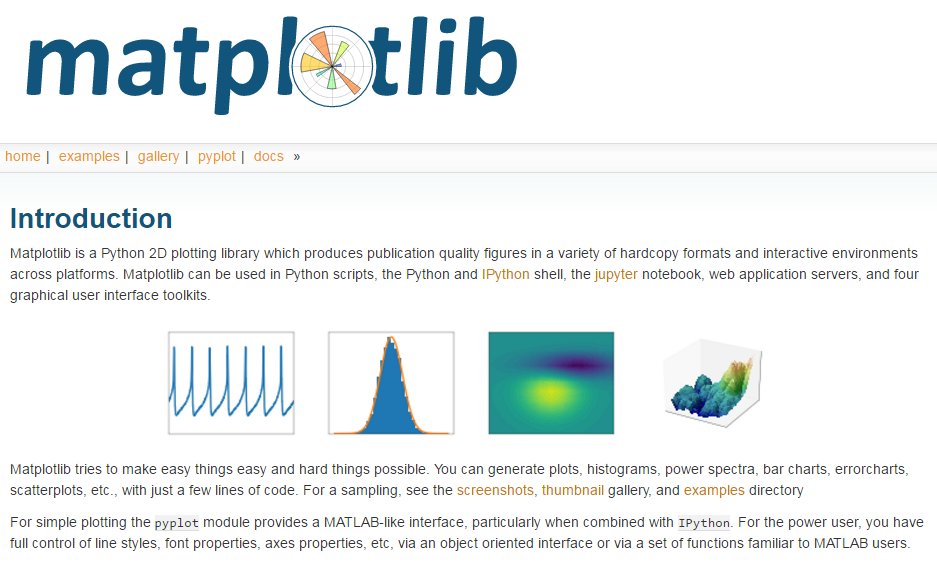 matplotlib
home | examples | gallery | pyplot | docs »
Introduction
Matplotlib is a Python 2D plotting library which produces publication quality figures in a variety of hardcopy formats and interactive environments
across platforms. Matplotlib can be used in Python scripts, the Python and IPython shell, the jupyter notebook, web application servers, and four
graphical user interface toolkits.
Matplotlib tries to make easy things easy and hard things possible. You can generate plots, histograms, power spectra, bar charts, errorcharts,
scatterplots, etc., with just a few lines of code. For a sampling, see the screenshots, thumbnail gallery, and examples directory
For simple plotting the pyplot module provides a MATLAB-like interface, particularly when combined with IPython. For the power user, you have
full control of line styles, font properties, axes properties, etc, via an object oriented interface or via a set of functions familiar to MATLAB users.